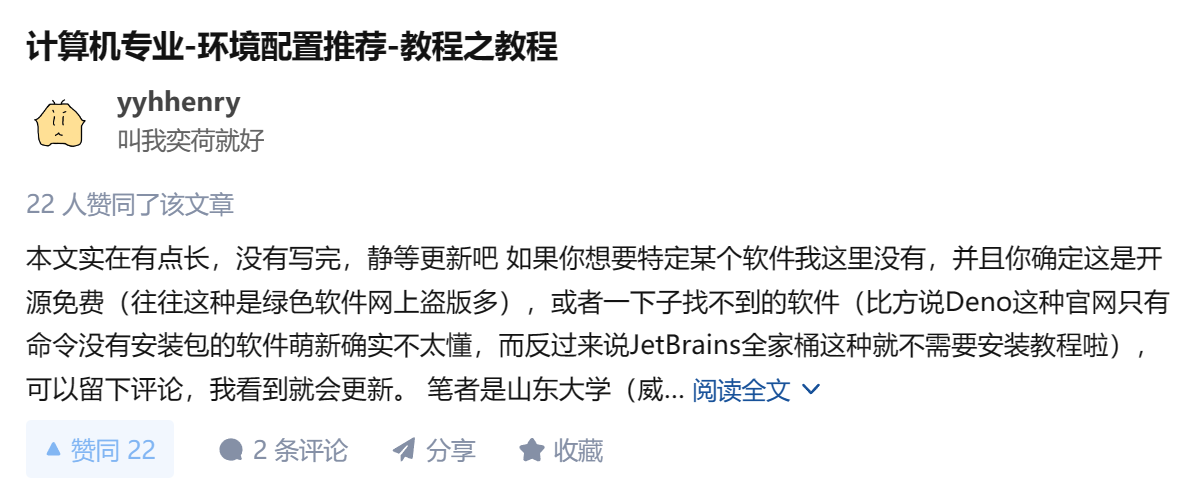 计算机专业-环境配置推荐-教程之教程
yyhhenry
叫我奕荷就好
22 人赞同了该文章
本文实在有点长，没有写完，静等更新吧 如果你想要特定某个软件我这里没有，并且你确定这是开
源免费（往往这种是绿色软件网上盗版多），或者一下子找不到的软件（比方说Deno这种官网只有
命令没有安装包的软件萌新确实不太懂，而反过来说JetBrains全家桶这种就不需要安装教程啦），
可以留下评论，我看到就会更新。 笔者是山东大学（威... 阅读全文
赞同 22 2 条评论 分享 收藏